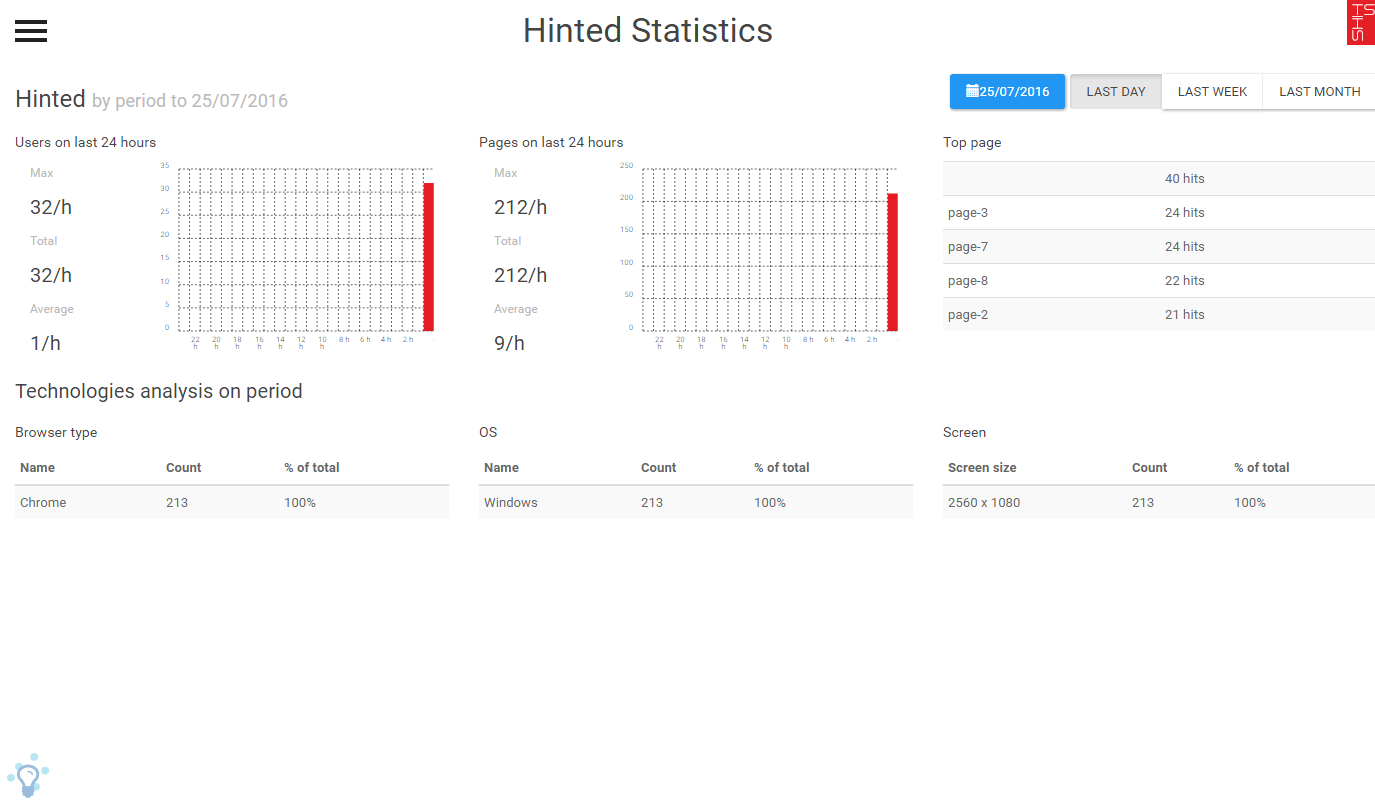 Hinted Statistics
SHTS
Hinted by period to 25/07/2016
25/07/2016 LAST DAY LAST WEEK LAST MONTH
Users on last 24 hours
Max
32/h
Total
32/h
Average
1/h
35
30
25
20
15
10
5
0
22 h 20 h 18 h 16 h 14 h 12 h 10 h 8 h 6 h 4 h 2 h
Pages on last 24 hours
Max
212/h
Total
212/h
Average
9/h
250
200
150
100
50
0
22 h 20 h 18 h 16 h 14 h 12 h 10 h 8 h 6 h 4 h 2 h
Top page
40 hits
page-3 24 hits
page-7 24 hits
page-8 22 hits
page-2 21 hits
Technologies analysis on period
Browser type
Name Count % of total
Chrome 213 100%
OS
Name Count % of total
Windows 213 100%
Screen
Screen size Count % of total
2560 x 1080 213 100%